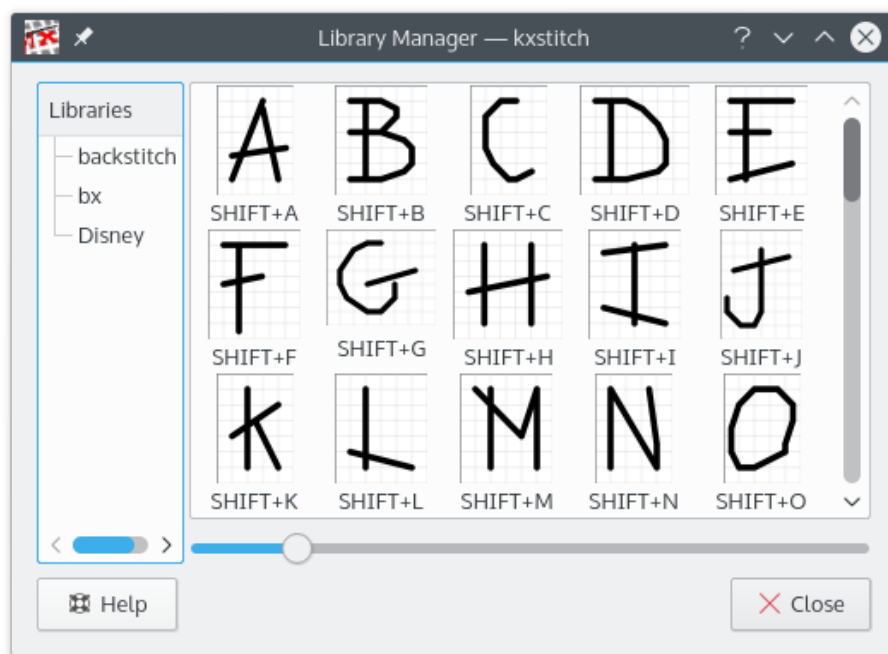 Library Manager — kxstitch
Libraries
backstitch
bx
Disney
A B C D E
SHIFT+A SHIFT+B SHIFT+C SHIFT+D SHIFT+E
F G H I J
SHIFT+F SHIFT+G SHIFT+H SHIFT+I SHIFT+J
K L M N O
SHIFT+K SHIFT+L SHIFT+M SHIFT+N SHIFT+O
Help
Close